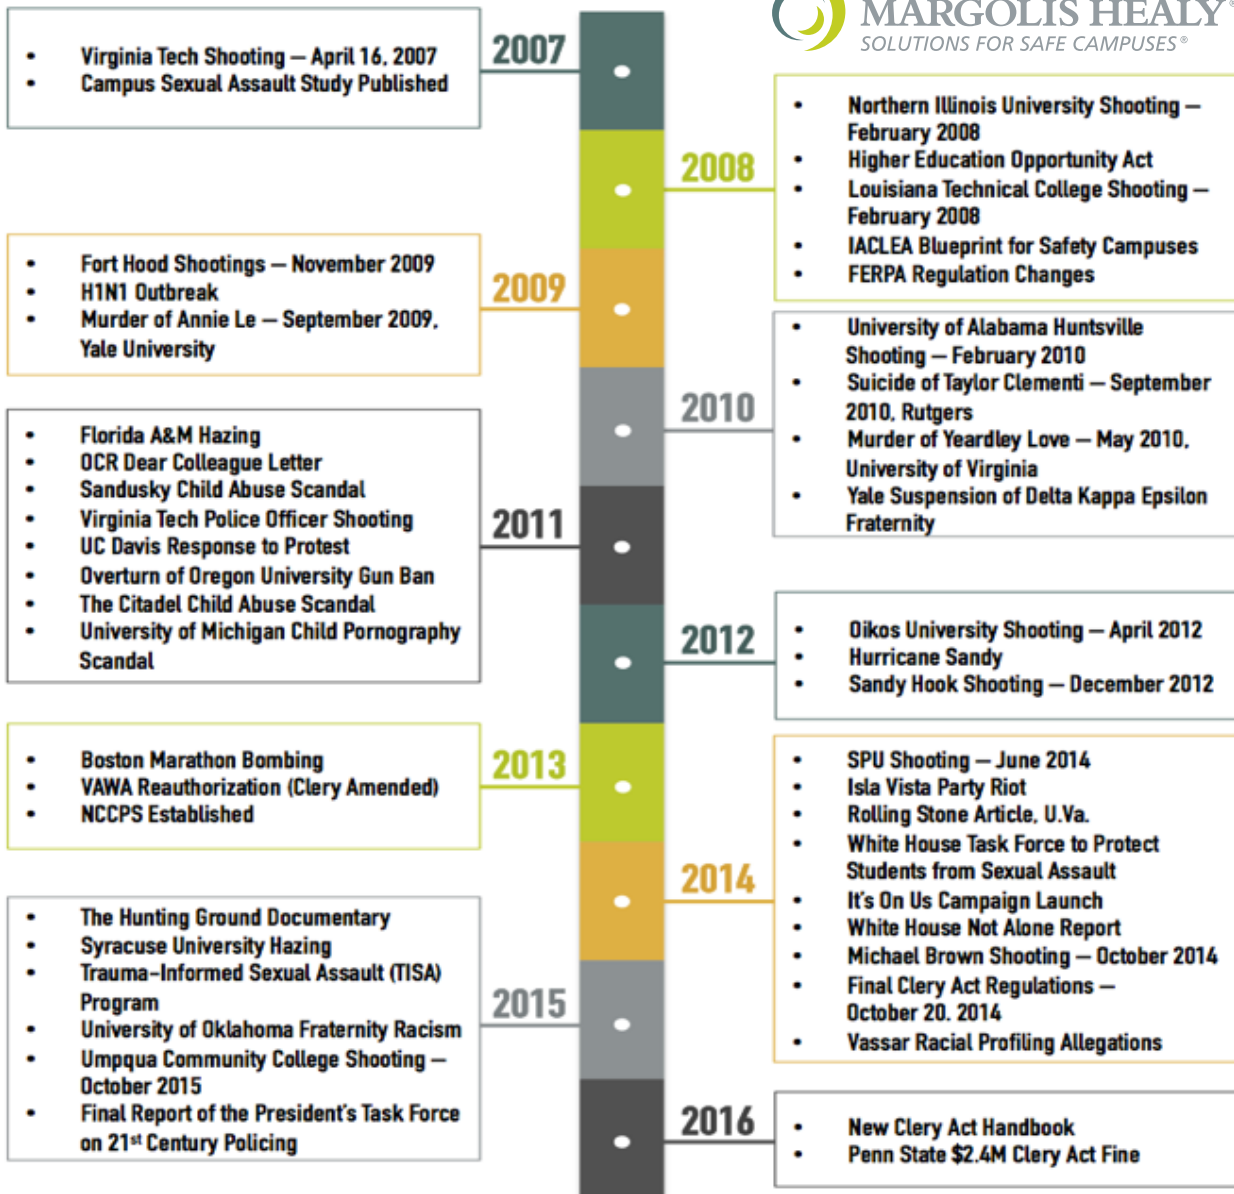 MARGOLIS HEALY®
SOLUTIONS FOR SAFE CAMPUSES®
2007
• Virginia Tech Shooting – April 16, 2007
• Campus Sexual Assault Study Published
2008
• Northern Illinois University Shooting –
February 2008
• Higher Education Opportunity Act
• Louisiana Technical College Shooting –
February 2008
• IACLEA Blueprint for Safety Campuses
• FERPA Regulation Changes
2009
• Fort Hood Shootings – November 2009
• H1N1 Outbreak
• Murder of Annie Le – September 2009,
Yale University
2010
• University of Alabama Huntsville
Shooting – February 2010
• Suicide of Taylor Clementi – September
2010, Rutgers
• Murder of Yeardley Love – May 2010,
University of Virginia
• Yale Suspension of Delta Kappa Epsilon
Fraternity
2011
• Florida A&M Hazing
• OCR Dear Colleague Letter
• Sandusky Child Abuse Scandal
• Virginia Tech Police Officer Shooting
• UC Davis Response to Protest
• Overturn of Oregon University Gun Ban
• The Citadel Child Abuse Scandal
• University of Michigan Child Pornography
Scandal
2012
• Oikos University Shooting – April 2012
• Hurricane Sandy
• Sandy Hook Shooting – December 2012
2013
• Boston Marathon Bombing
• VAWA Reauthorization (Clery Amended)
• NCCPS Established
2014
• SPU Shooting – June 2014
• Isla Vista Party Riot
• Rolling Stone Article, U.Va.
• White House Task Force to Protect
Students from Sexual Assault
• It's On Us Campaign Launch
• White House Not Alone Report
• Michael Brown Shooting – October 2014
• Final Clery Act Regulations –
October 20, 2014
• Vassar Racial Profiling Allegations
2015
• The Hunting Ground Documentary
• Syracuse University Hazing
• Trauma-Informed Sexual Assault (TISA)
Program
• University of Oklahoma Fraternity Racism
• Umpqua Community College Shooting –
October 2015
• Final Report of the President's Task Force
on 21st Century Policing
2016
• New Clery Act Handbook
• Penn State $2.4M Clery Act Fine